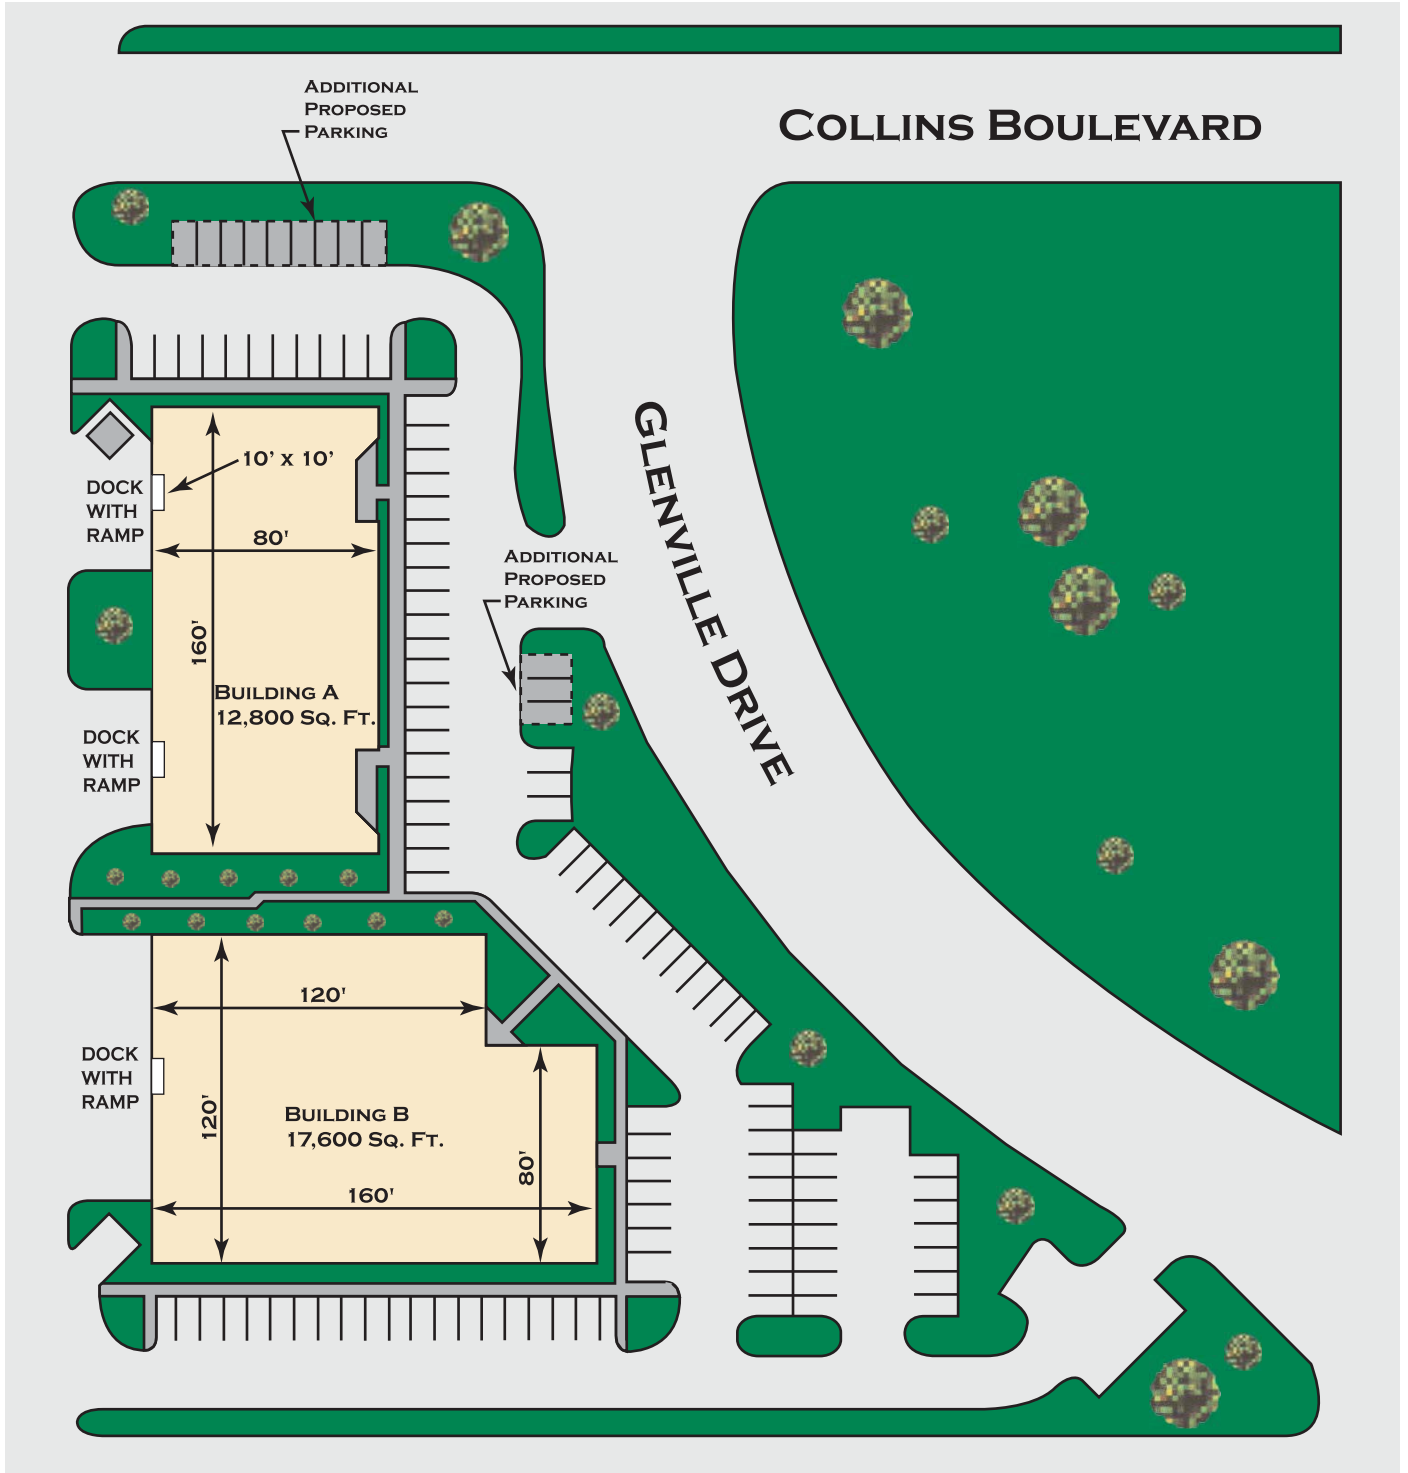 ADDITIONAL
PROPOSED
PARKING
COLLINS BOULEVARD
GLENVILLE DRIVE
10' x 10'
DOCK
WITH
RAMP
80'
160'
BUILDING A
12,800 SQ. FT.
DOCK
WITH
RAMP
ADDITIONAL
PROPOSED
PARKING
120'
DOCK
WITH
RAMP
120'
BUILDING B
17,600 SQ. FT.
80'
160'